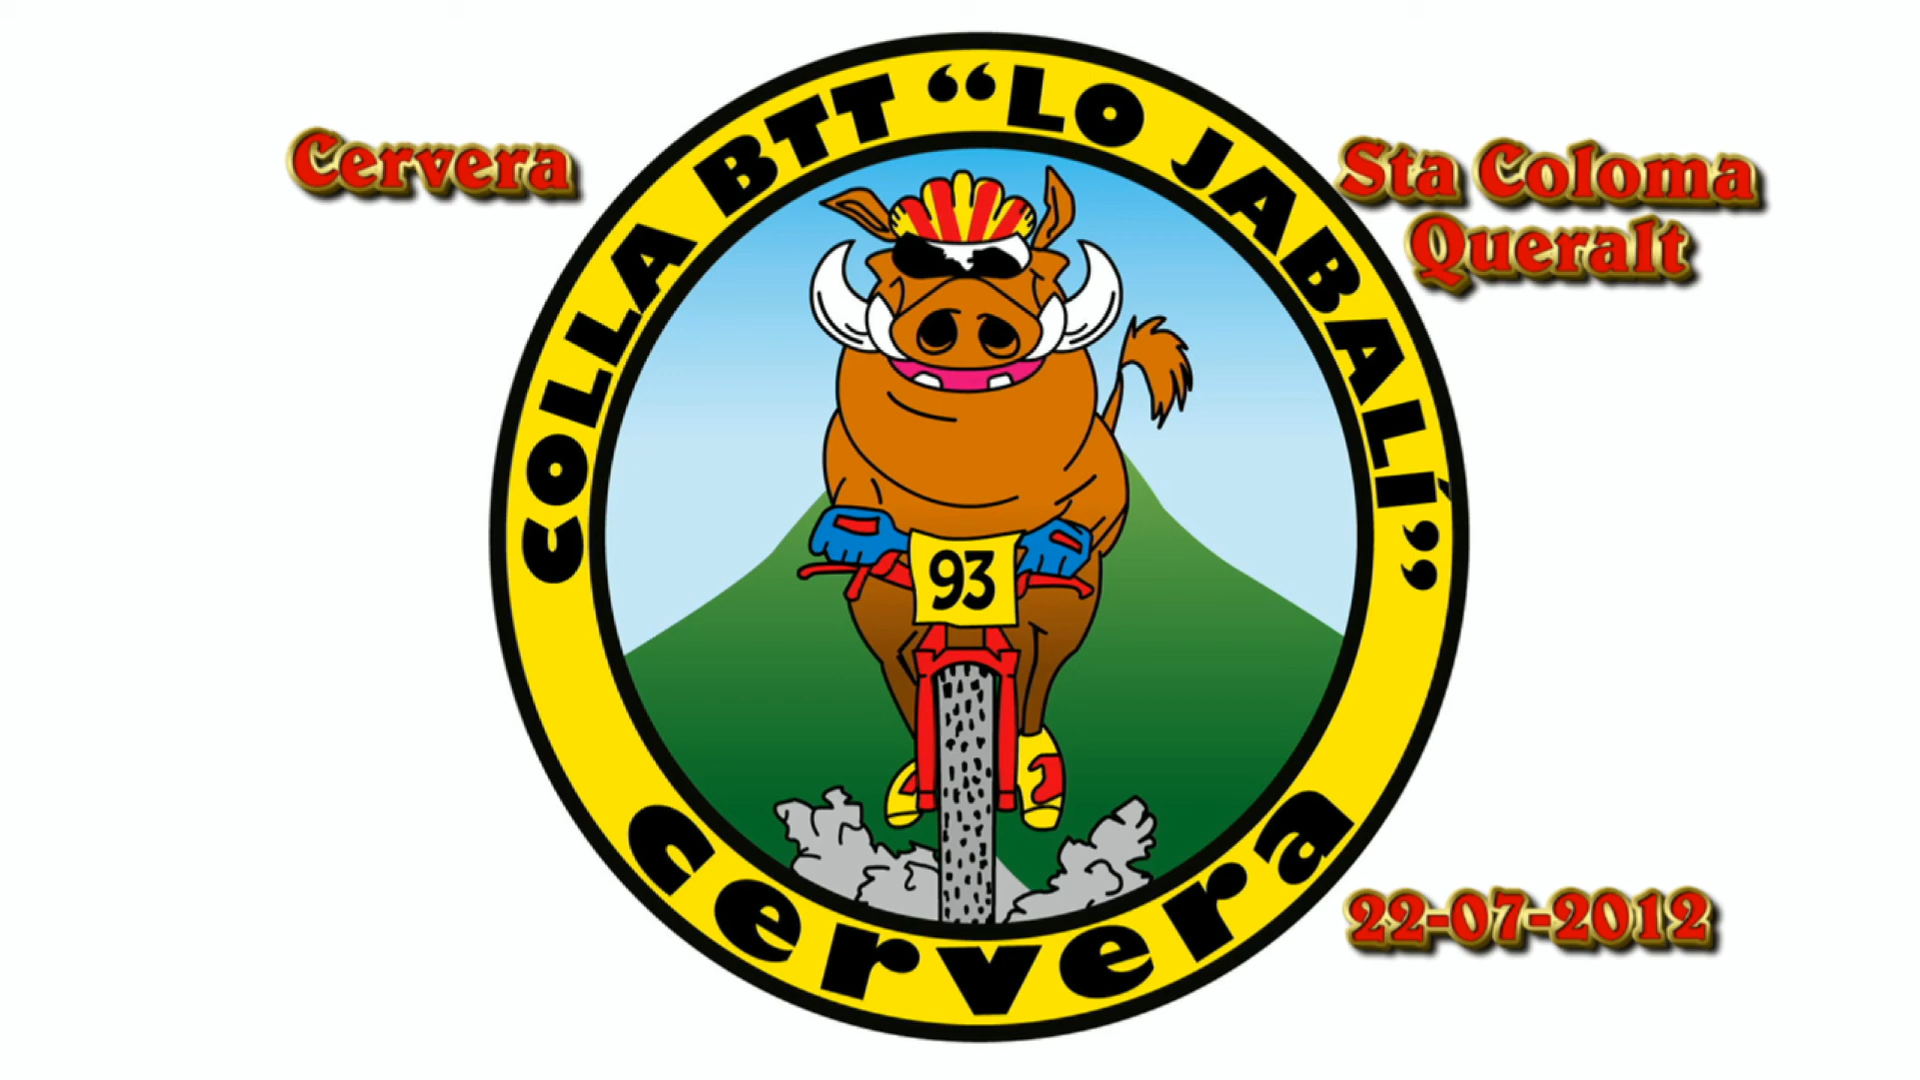 COLLA BTT “LO JABALÍ”
Cervera
Sta Coloma
Queralt
93
cervera
22-07-2012